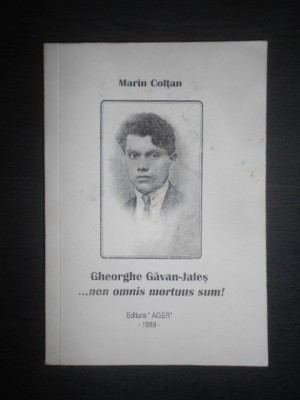 Marin Colțan
Gheorghe Găvan-Jaleș
...non omnis mortuus sum!
Editura " AGER"
- 1999 -